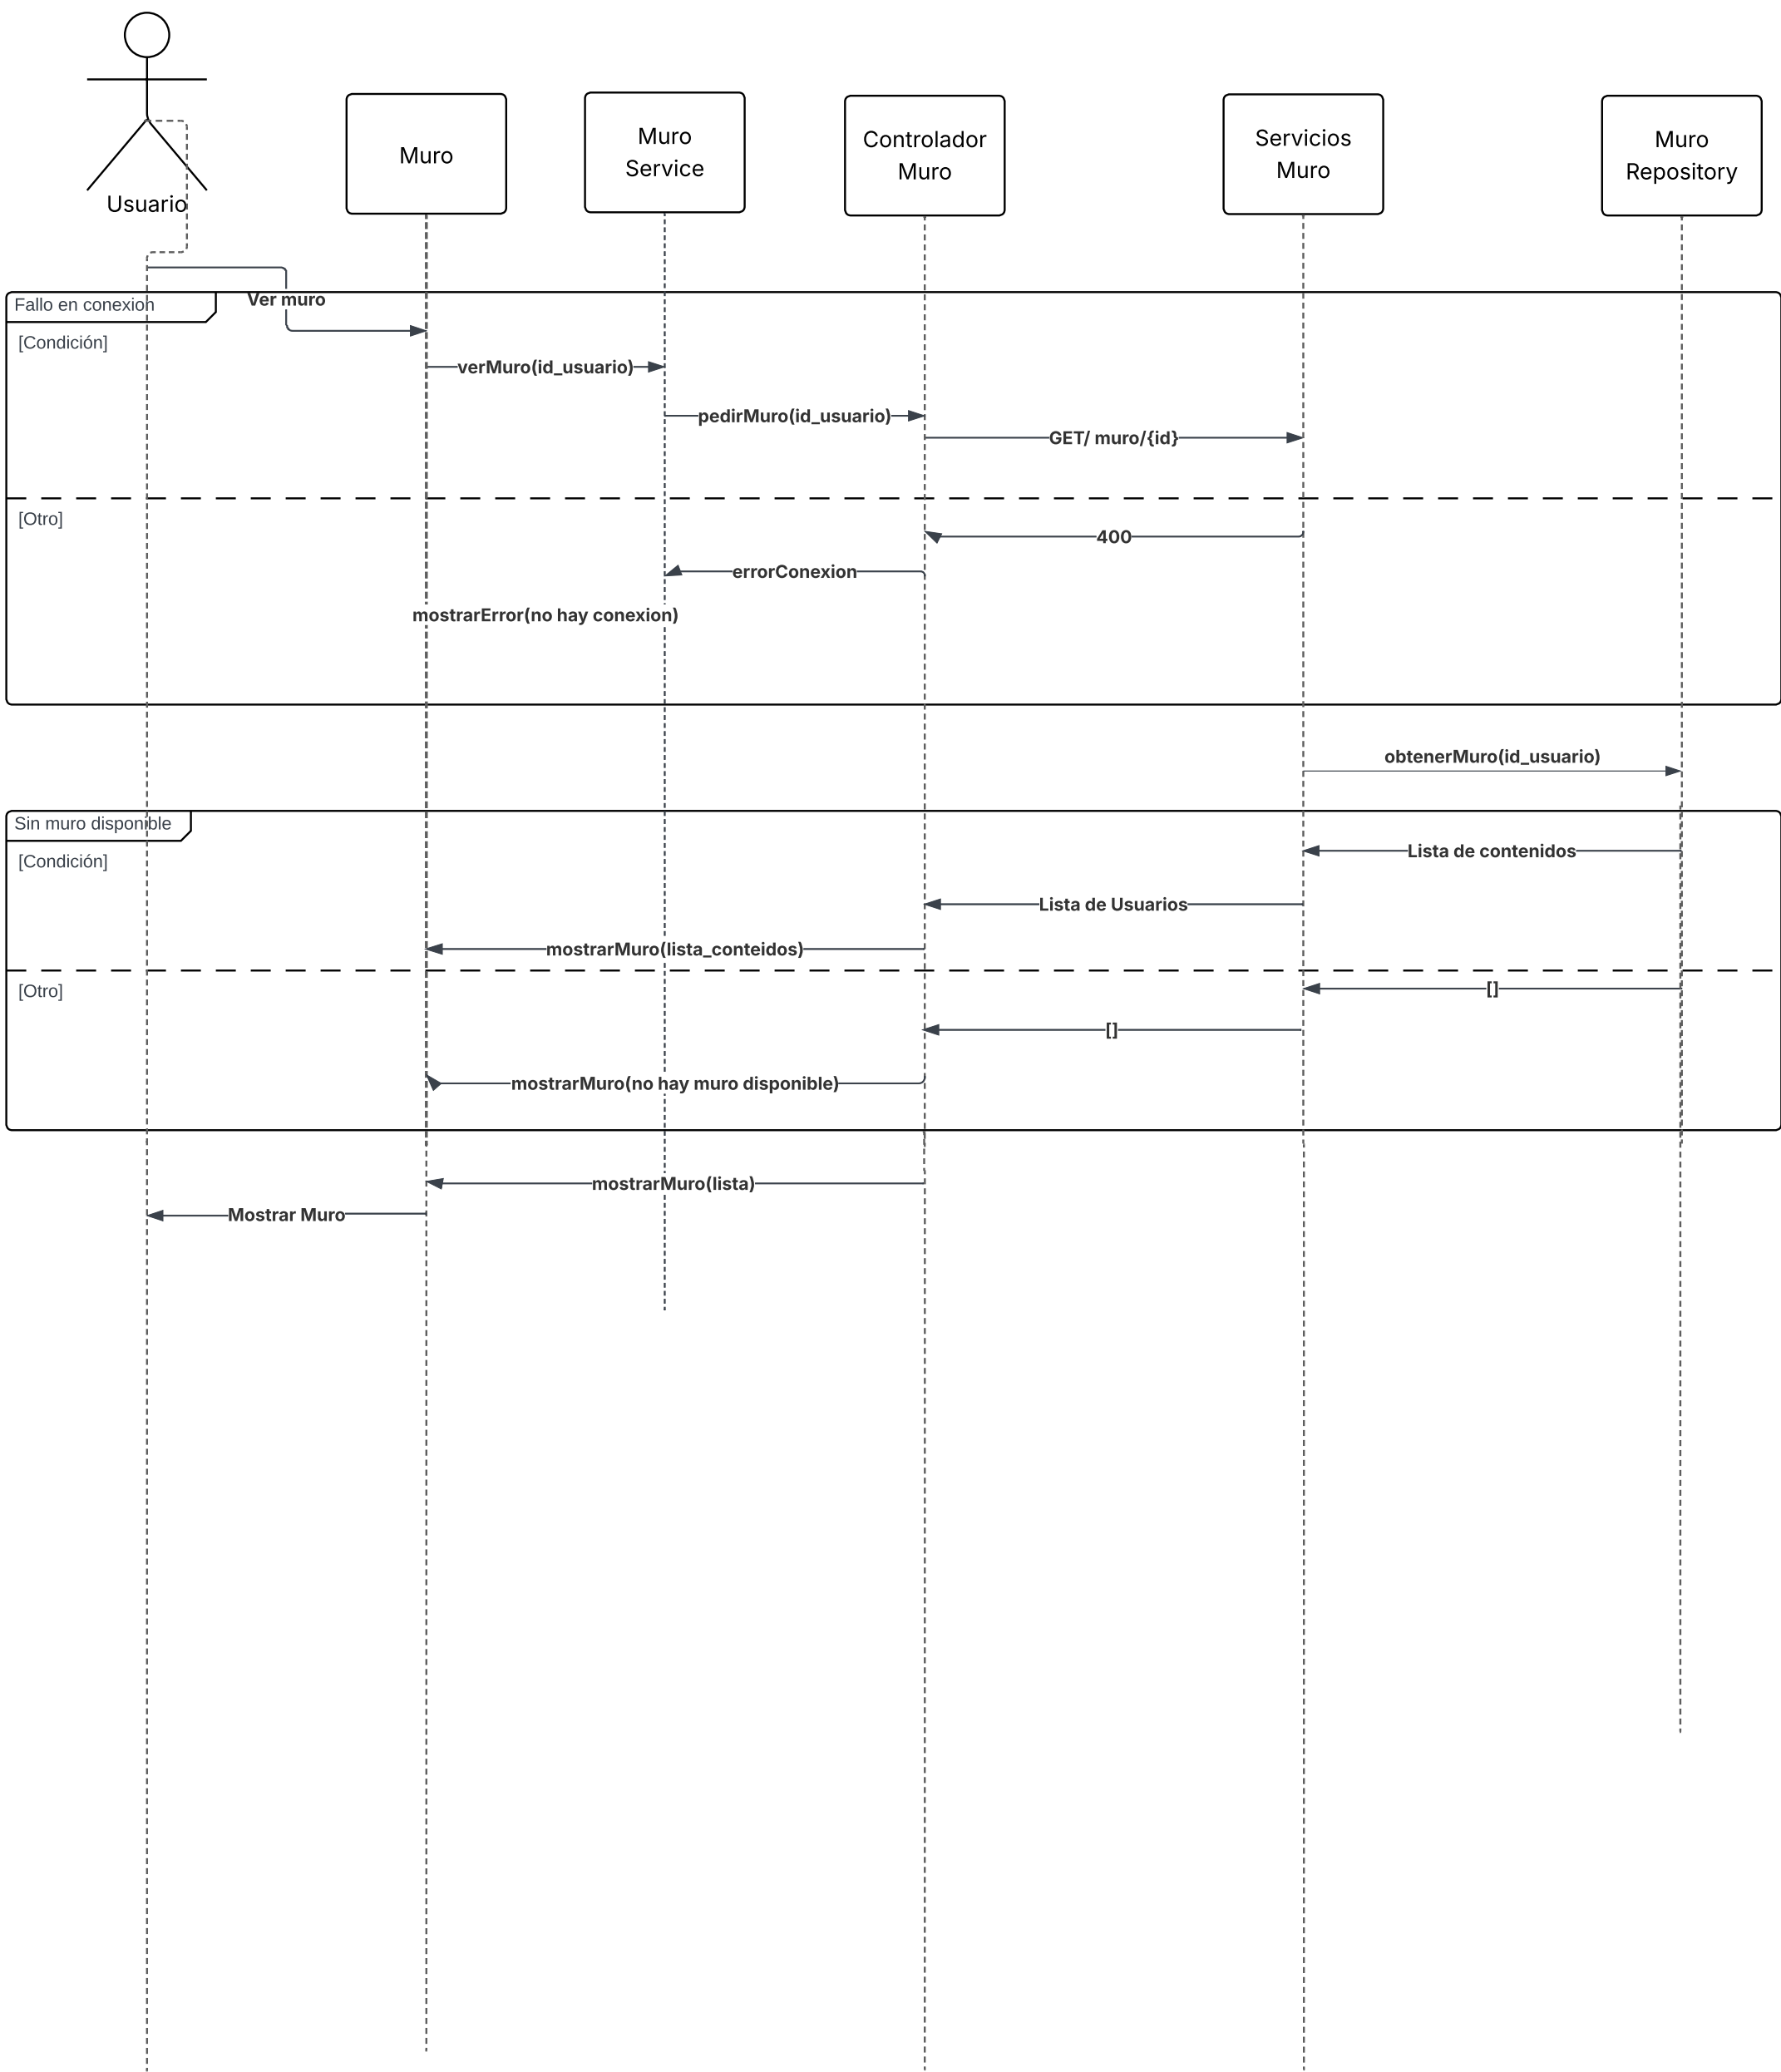 Usuario
Muro
Muro
Service
Controlador
Muro
Servicios
Muro
Muro
Repository
Ver muro
Fallo en conexion
[Condición]
verMuro(id_usuario)
pedirMuro(id_usuario)
GET/ muro/{id}
[Otro]
400
errorConexion
mostrarError(no hay conexion)
obtenerMuro(id_usuario)
Sin muro disponible
[Condición]
Lista de contenidos
Lista de Usuarios
mostrarMuro(lista_conteidos)
[Otro]
[]
[]
mostrarMuro(no hay muro disponible)
mostrarMuro(lista)
Mostrar Muro